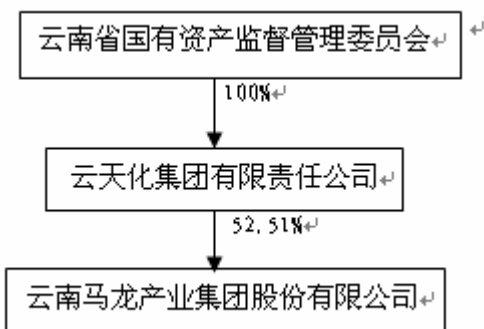 云南省国有资产监督管理委员会
100%
云天化集团有限责任公司
52.51%
云南马龙产业集团股份有限公司